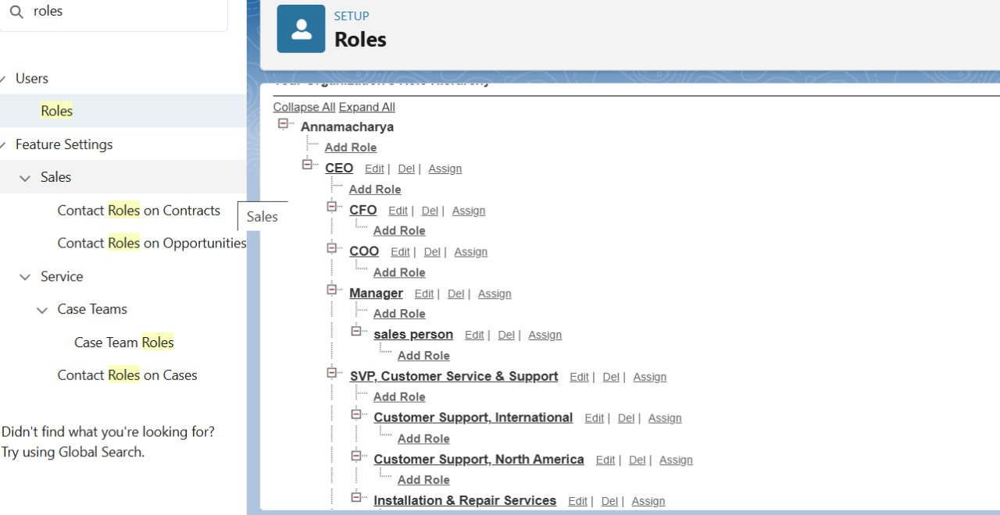 roles
Users
Roles
Feature Settings
Sales
Contact Roles on Contracts
Contact Roles on Opportunities
Service
Case Teams
Case Team Roles
Contact Roles on Cases
Didn't find what you're looking for?
Try using Global Search.
Sales
SETUP
Roles
Your Organization's Role Hierarchy
Collapse All Expand All
Annamacharya
Add Role
CEO Edit | Del | Assign
Add Role
CFO Edit | Del | Assign
Add Role
COO Edit | Del | Assign
Add Role
Manager Edit | Del | Assign
Add Role
sales person Edit | Del | Assign
Add Role
SVP, Customer Service & Support Edit | Del | Assign
Add Role
Customer Support, International Edit | Del | Assign
Add Role
Customer Support, North America Edit | Del | Assign
Add Role
Installation & Repair Services Edit | Del | Assign